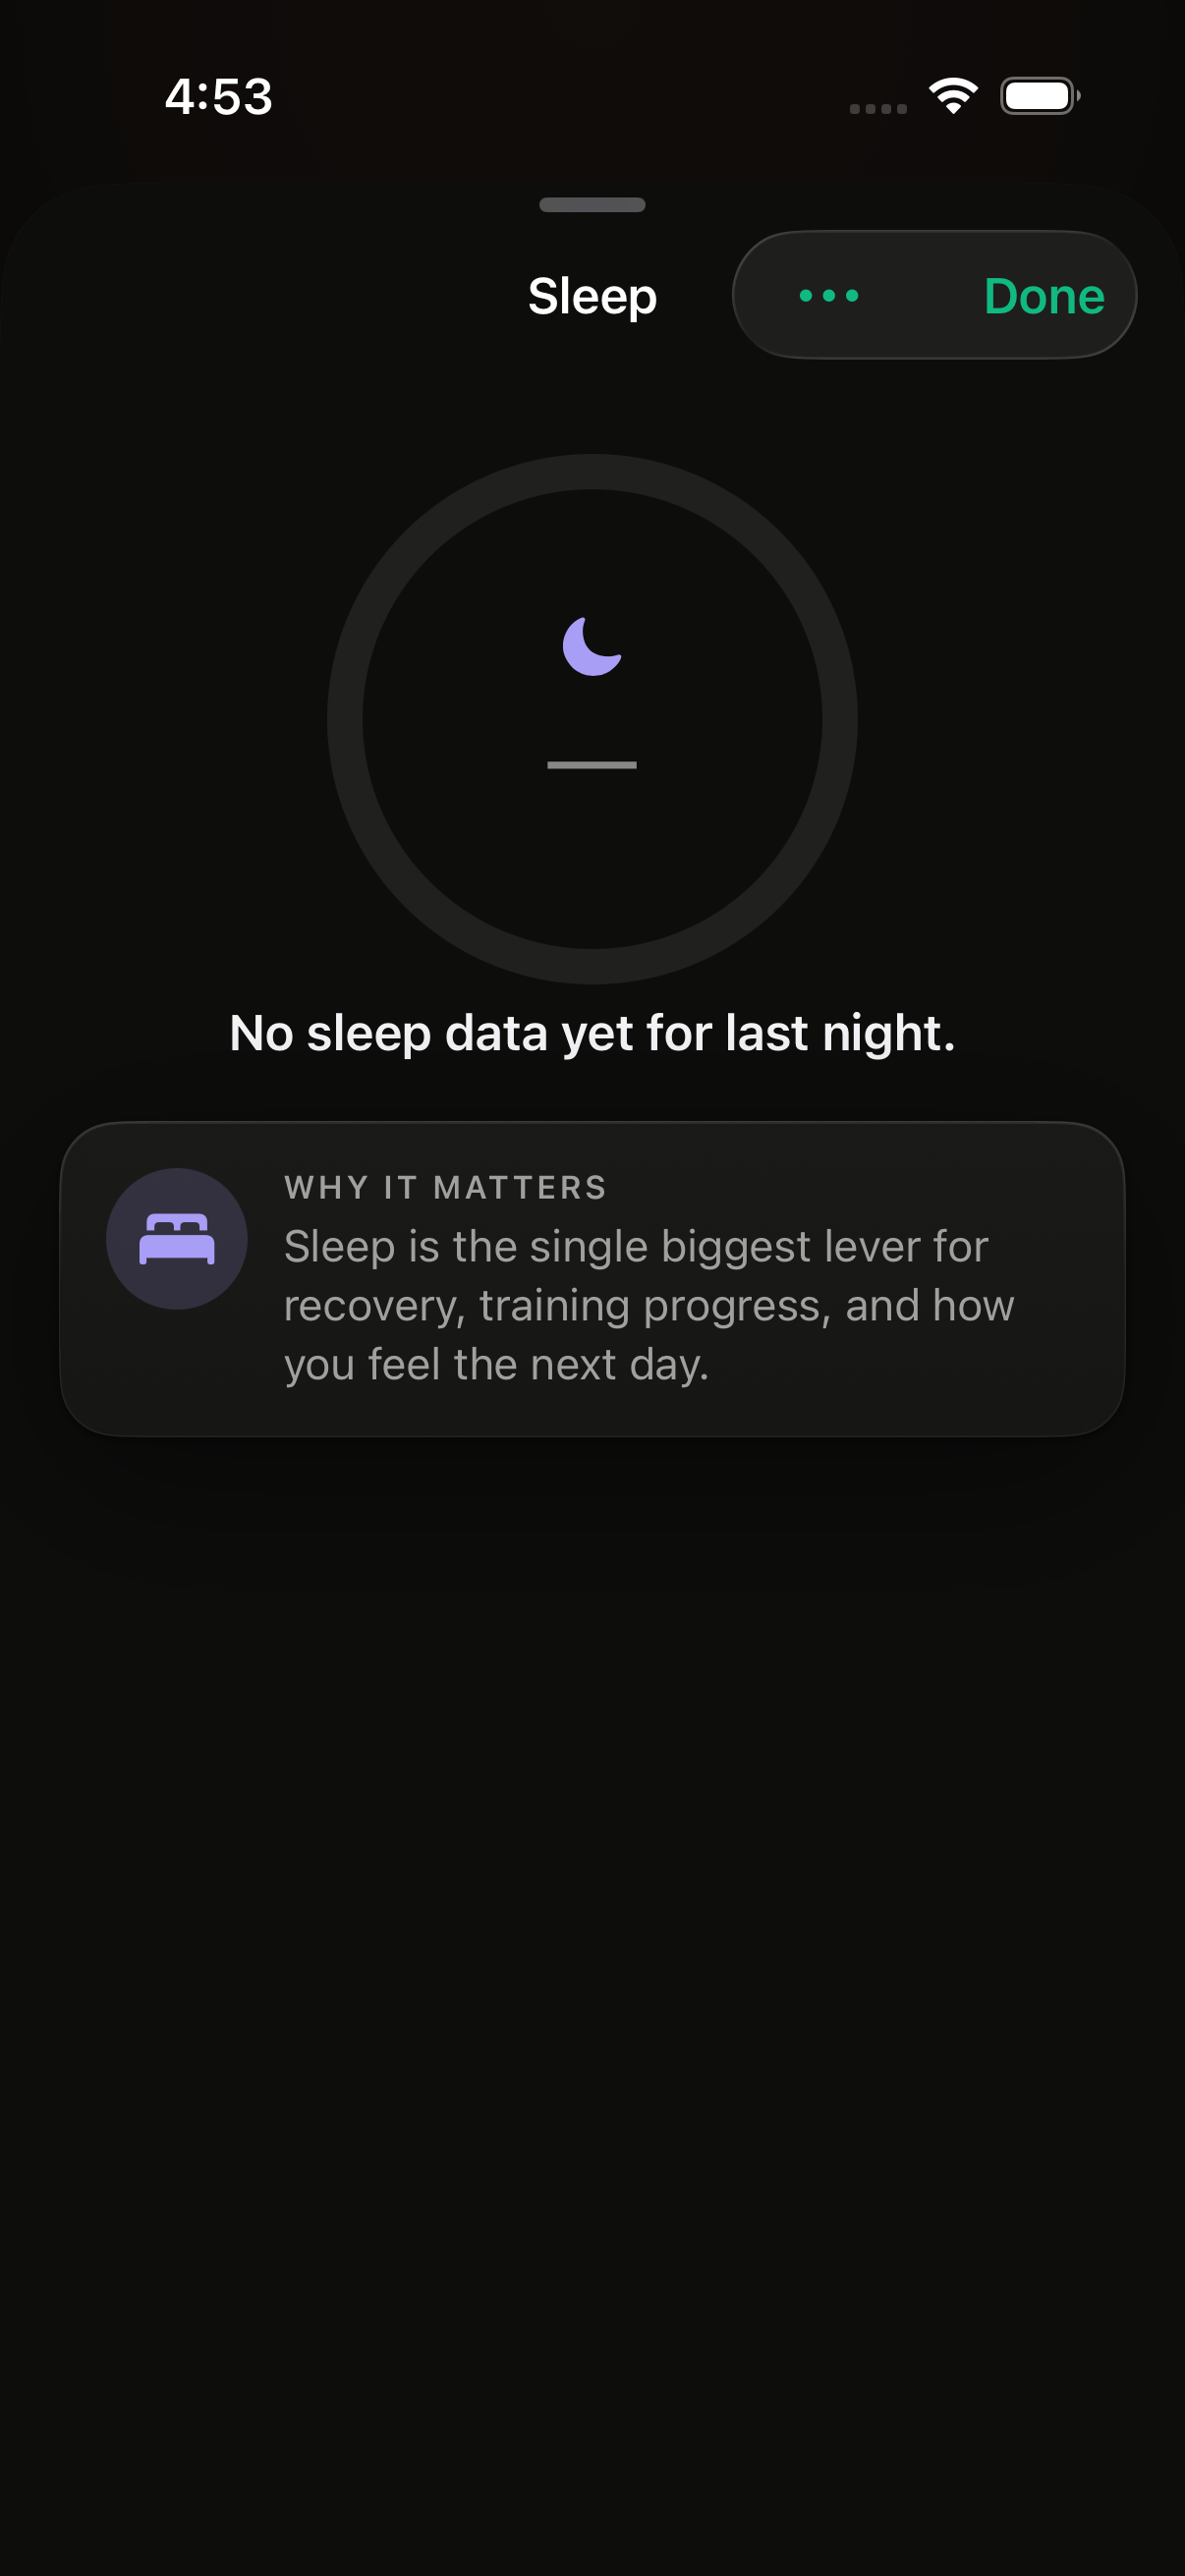 4:53
Sleep
Done
—
No sleep data yet for last night.
WHY IT MATTERS
Sleep is the single biggest lever for
recovery, training progress, and how
you feel the next day.